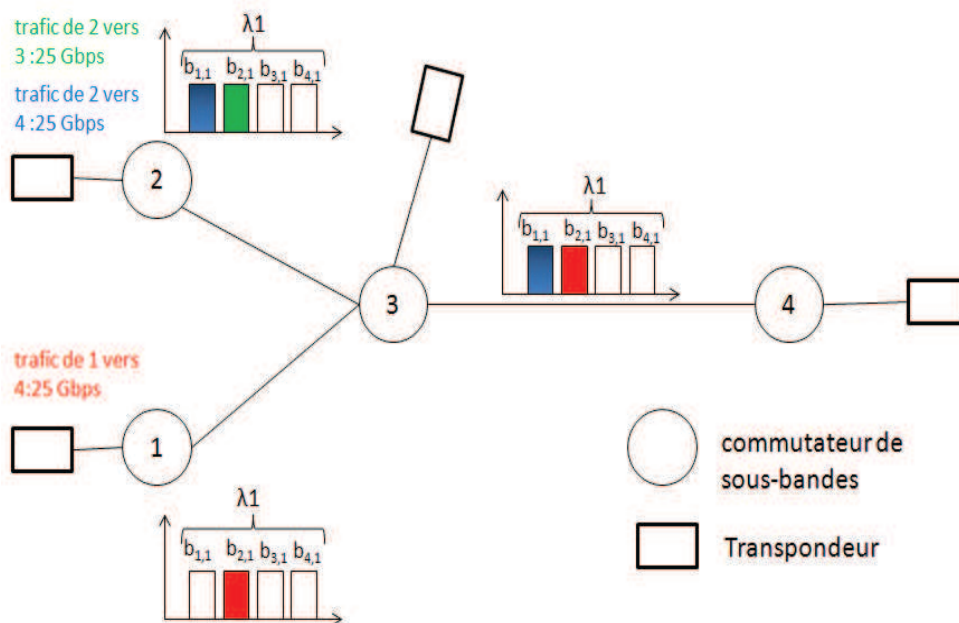 trafic de 2 vers
3 :25 Gbps
trafic de 2 vers
4 :25 Gbps
λ1
b1,1 b2,1 b3,1 b4,1
2
λ1
b1,1 b2,1 b3,1 b4,1
3
4
trafic de 1 vers
4:25 Gbps
1
commutateur de
sous-bandes
λ1
b1,1 b2,1 b3,1 b4,1
Transpondeur